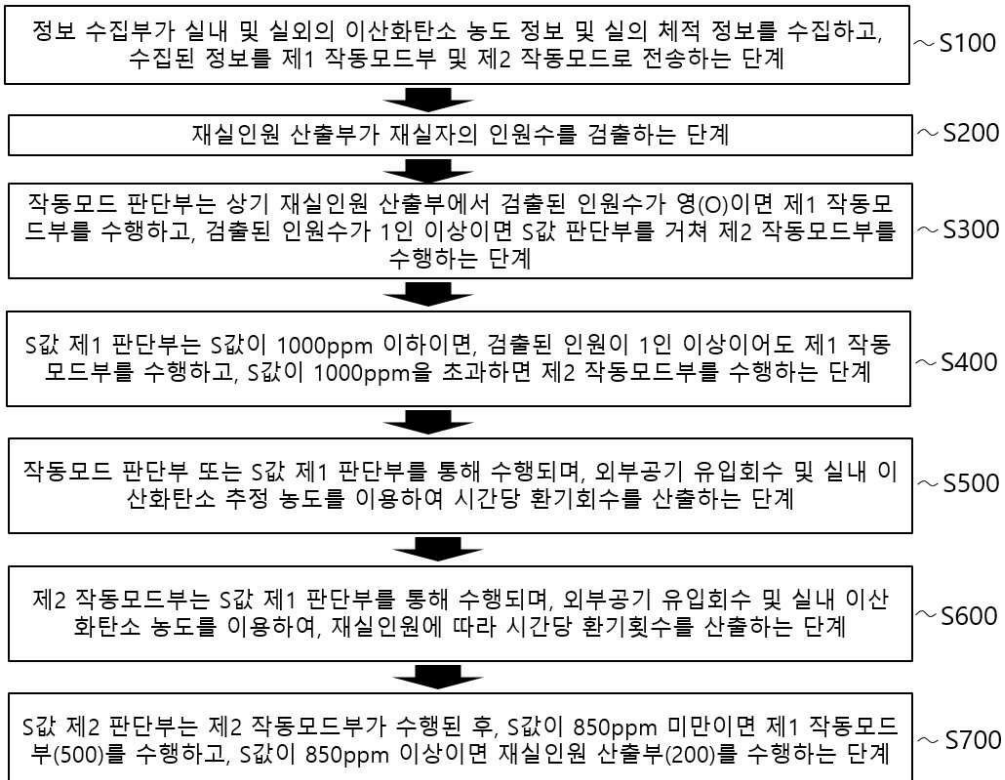 정보 수집부가 실내 및 실외의 이산화탄소 농도 정보 및 실의 체적 정보를 수집하고,
수집된 정보를 제1 작동모드부 및 제2 작동모드로 전송하는 단계
~ S100
재실인원 산출부가 재실자의 인원수를 검출하는 단계
~ S200
작동모드 판단부는 상기 재실인원 산출부에서 검출된 인원수가 영(O)이면 제1 작동모
드부를 수행하고, 검출된 인원수가 1인 이상이면 S값 판단부를 거쳐 제2 작동모드부를
수행하는 단계
~ S300
S값 제1 판단부는 S값이 1000ppm 이하이면, 검출된 인원이 1인 이상이어도 제1 작동
모드부를 수행하고, S값이 1000ppm을 초과하면 제2 작동모드부를 수행하는 단계
~ S400
작동모드 판단부 또는 S값 제1 판단부를 통해 수행되며, 외부공기 유입회수 및 실내 이
산화탄소 추정 농도를 이용하여 시간당 환기회수를 산출하는 단계
~ S500
제2 작동모드부는 S값 제1 판단부를 통해 수행되며, 외부공기 유입회수 및 실내 이산
화탄소 농도를 이용하여, 재실인원에 따라 시간당 환기횟수를 산출하는 단계
~ S600
S값 제2 판단부는 제2 작동모드부가 수행된 후, S값이 850ppm 미만이면 제1 작동모드
부(500)를 수행하고, S값이 850ppm 이상이면 재실인원 산출부(200)를 수행하는 단계
~ S700